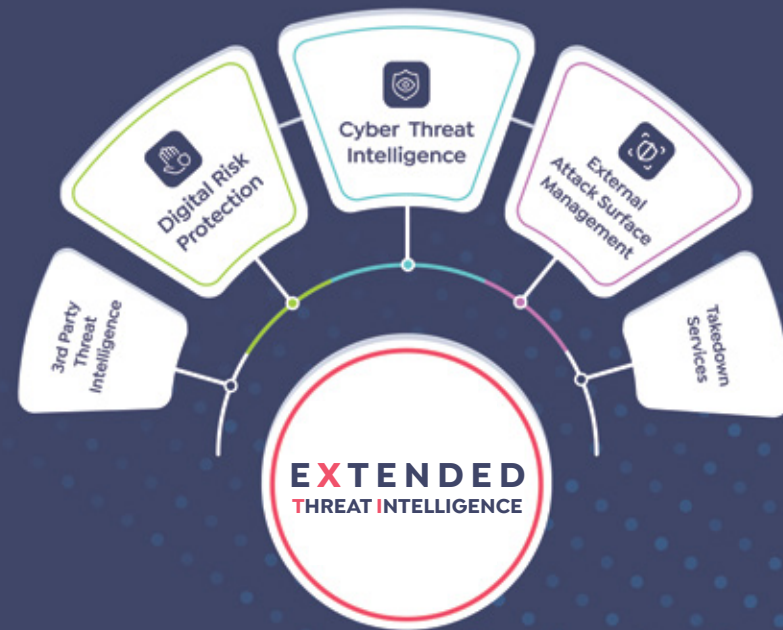 3rd Party
Threat
Intelligence
Digital Risk
Protection
Cyber Threat
Intelligence
External
Attack Surface
Management
Takedown
Services
EXTENDED
THREAT INTELLIGENCE